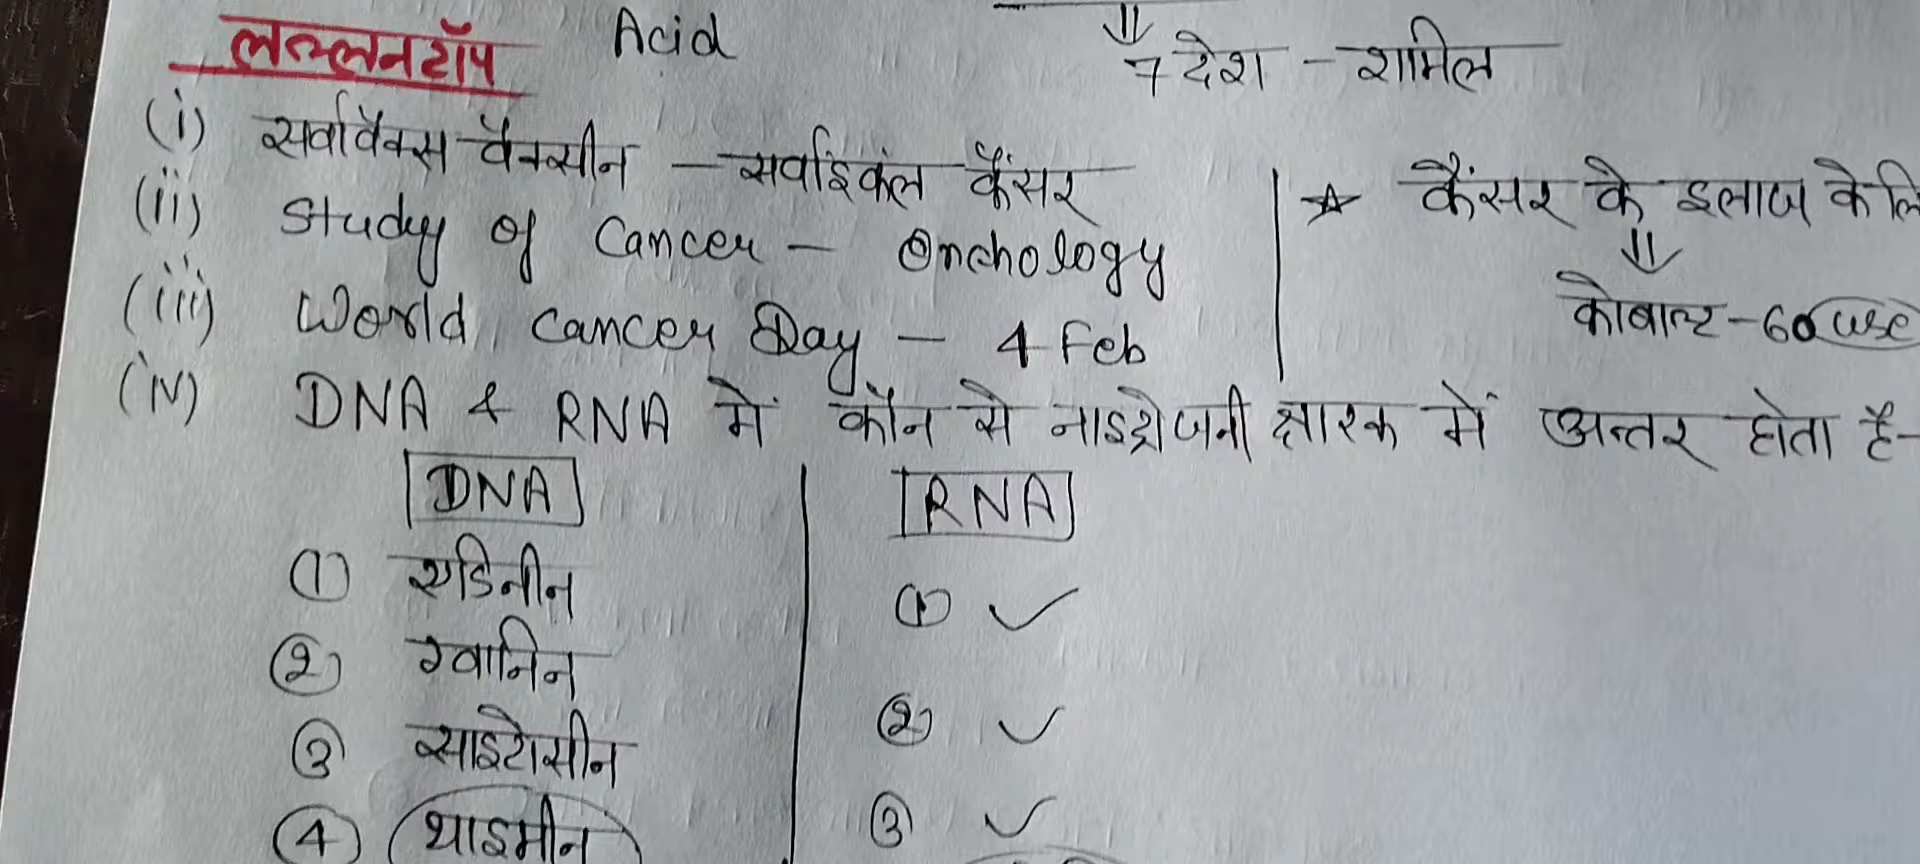 Acid
⇓
7 देश - शामिल
लल्लनटॉप
(i) सर्वावैक्स वैक्सीन - सर्वाइकल कैंसर
(ii) Study of Cancer - Onchology
(iii) World Cancer Day - 4 Feb
☆ कैंसर के इलाज के लि
⇓
कोबाल्ट-60 use
(iv) DNA & RNA में कौन से नाइट्रोजनी क्षारक में अन्तर होता है-
DNA
RNA
① एडिनीन
① ✓
② ग्वानिन
② ✓
③ साइटोसीन
③ ✓
④ थाइमीन